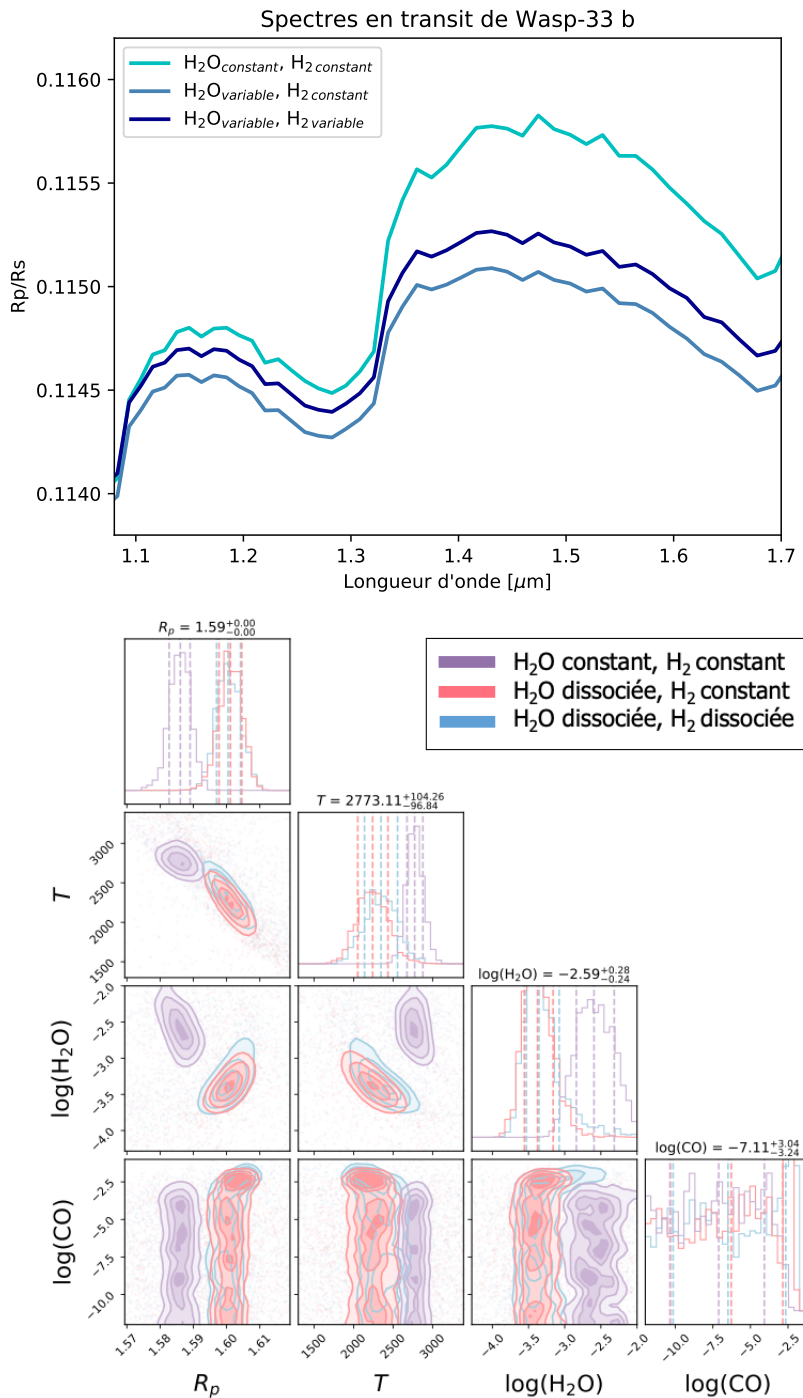 Spectres en transit de Wasp-33 b
H₂O constant, H₂ constant
H₂O variable, H₂ constant
H₂O variable, H₂ variable
0.1160
0.1155
0.1150
0.1145
0.1140
Rp/Rs
1.1 1.2 1.3 1.4 1.5 1.6 1.7
Longueur d'onde [μm]
Rₚ = 1.59+0.00 −0.00
H₂O constant, H₂ constant
H₂O dissociée, H₂ constant
H₂O dissociée, H₂ dissociée
T = 2773.11+104.26 −96.84
T
3000
2500
2000
1500
log(H₂O) = −2.59+0.28 −0.24
log(H₂O)
−2.0
−2.5
−3.0
−3.5
−4.0
log(CO) = −7.11+3.04 −3.24
log(CO)
−2.5
−5.0
−7.5
−10.0
1.57 1.58 1.59 1.60 1.61
1500 2000 2500 3000
−4.0 −3.5 −3.0 −2.5 −2.0
−10.0 −7.5 −5.0 −2.5
Rₚ
T
log(H₂O)
log(CO)